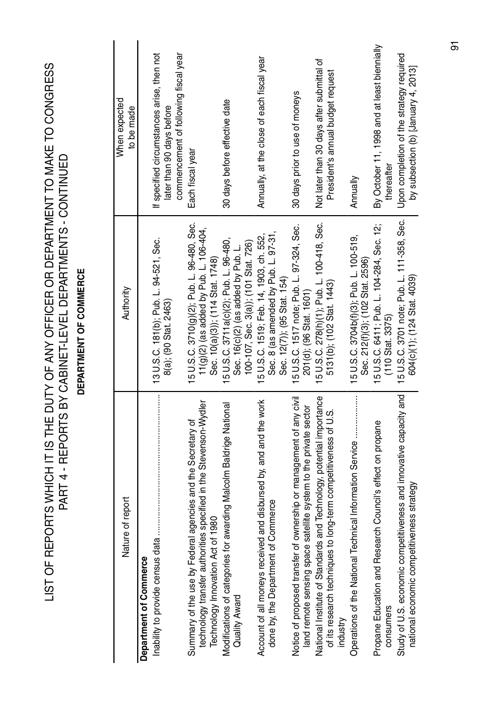 LIST OF REPORTS WHICH IT IS THE DUTY OF ANY OFFICER OR DEPARTMENT TO MAKE TO CONGRESS
PART 4 - REPORTS BY CABINET-LEVEL DEPARTMENTS - CONTINUED
DEPARTMENT OF COMMERCE
Nature of report
Authority
When expected
to be made
Department of Commerce
Inability to provide census data
13 U.S.C. 181(b); Pub. L. 94-521, Sec.
8(a); (90 Stat. 2463)
If specified circumstances arise, then not
later than 90 days before
commencement of following fiscal year
Summary of the use by Federal agencies and the Secretary of
technology transfer authorities specified in the Stevenson-Wydler
Technology Innovation Act of 1980
15 U.S.C. 3710(g)(2); Pub. L. 96-480, Sec.
11(g)(2) (as added by Pub. L. 106-404,
Sec. 10(a)(3)); (114 Stat. 1748)
Each fiscal year
Modifications of categories for awarding Malcolm Baldrige National
Quality Award
15 U.S.C. 3711a(c)(2); Pub. L. 96-480,
Sec. 16(c)(2) (as added by Pub. L.
100-107, Sec. 3(a)); (101 Stat. 726)
30 days before effective date
Account of all moneys received and disbursed by, and and the work
done by, the Department of Commerce
15 U.S.C. 1519; Feb. 14, 1903, ch. 552,
Sec. 8 (as amended by Pub. L. 97-31,
Sec. 12(7)); (95 Stat. 154)
Annually, at the close of each fiscal year
Notice of proposed transfer of ownership or management of any civil
land remote sensing space satellite system to the private sector
15 U.S.C. 1517 note; Pub. L. 97-324, Sec.
201(d); (96 Stat. 1601)
30 days prior to use of moneys
National Institute of Standards and Technology, potential importance
of its research techniques to long-term competitiveness of U.S.
industry
15 U.S.C. 278i(h)(1); Pub. L. 100-418, Sec.
5131(b); (102 Stat. 1443)
Not later than 30 days after submittal of
President's annual budget request
Operations of the National Technical Information Service
15 U.S.C. 3704b(f)(3); Pub. L. 100-519,
Sec. 212(f)(3); (102 Stat. 2596)
Annually
Propane Education and Research Council's effect on propane
consumers
15 U.S.C. 6411; Pub. L. 104-284, Sec. 12;
(110 Stat. 3375)
By October 11, 1998 and at least biennially
thereafter
Study of U.S. economic competitiveness and innovative capacity and
national economic competitiveness strategy
15 U.S.C. 3701 note; Pub. L. 111-358, Sec.
604(c)(1); (124 Stat. 4039)
Upon completion of the strategy required
by subsection (b) [January 4, 2013]
91